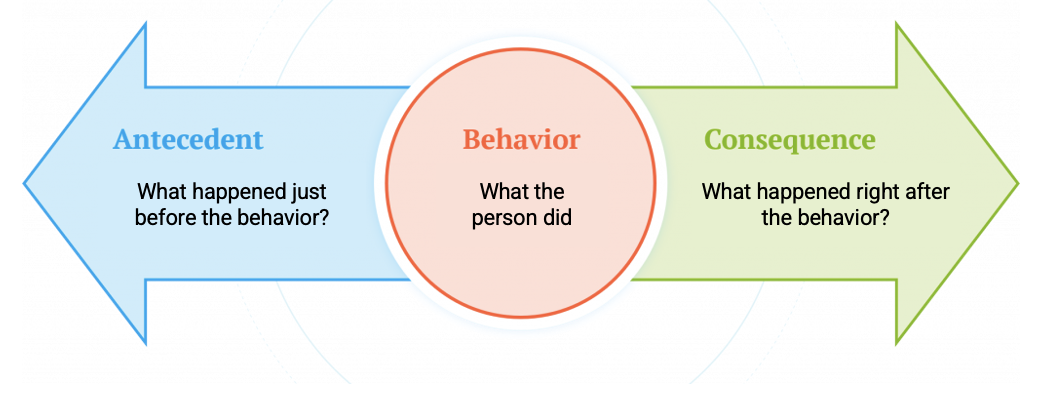 Antecedent
What happened just
before the behavior?
Behavior
What the
person did
Consequence
What happened right after
the behavior?